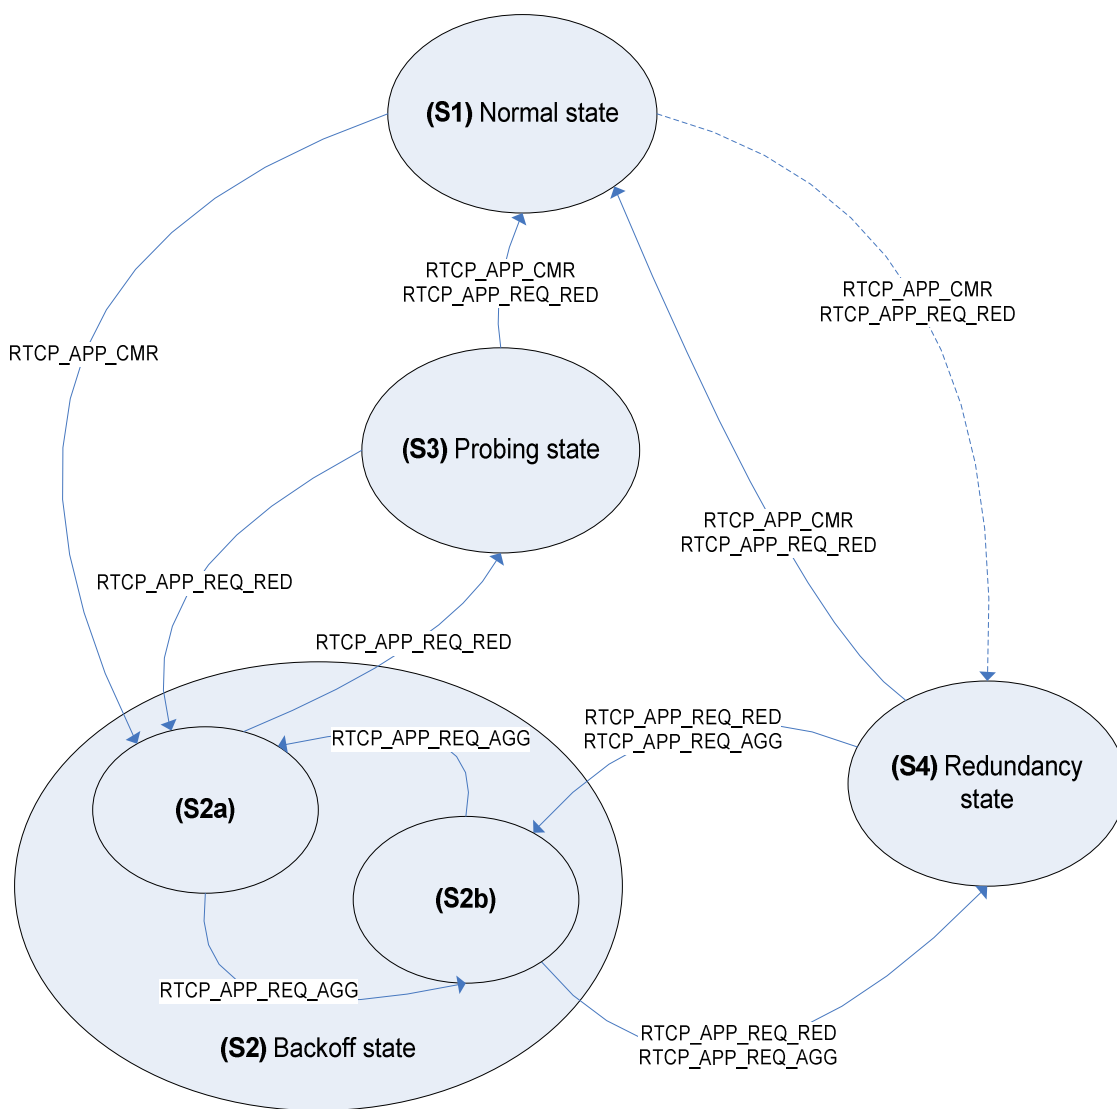 (S1) Normal state
RTCP_APP_CMR
RTCP_APP_REQ_RED
RTCP_APP_CMR
RTCP_APP_REQ_RED
RTCP_APP_CMR
(S3) Probing state
RTCP_APP_CMR
RTCP_APP_REQ_RED
RTCP_APP_REQ_RED
RTCP_APP_REQ_RED
RTCP_APP_REQ_RED
RTCP_APP_REQ_AGG
RTCP_APP_REQ_AGG
(S4) Redundancy
state
(S2a)
(S2b)
RTCP_APP_REQ_AGG
(S2) Backoff state
RTCP_APP_REQ_RED
RTCP_APP_REQ_AGG